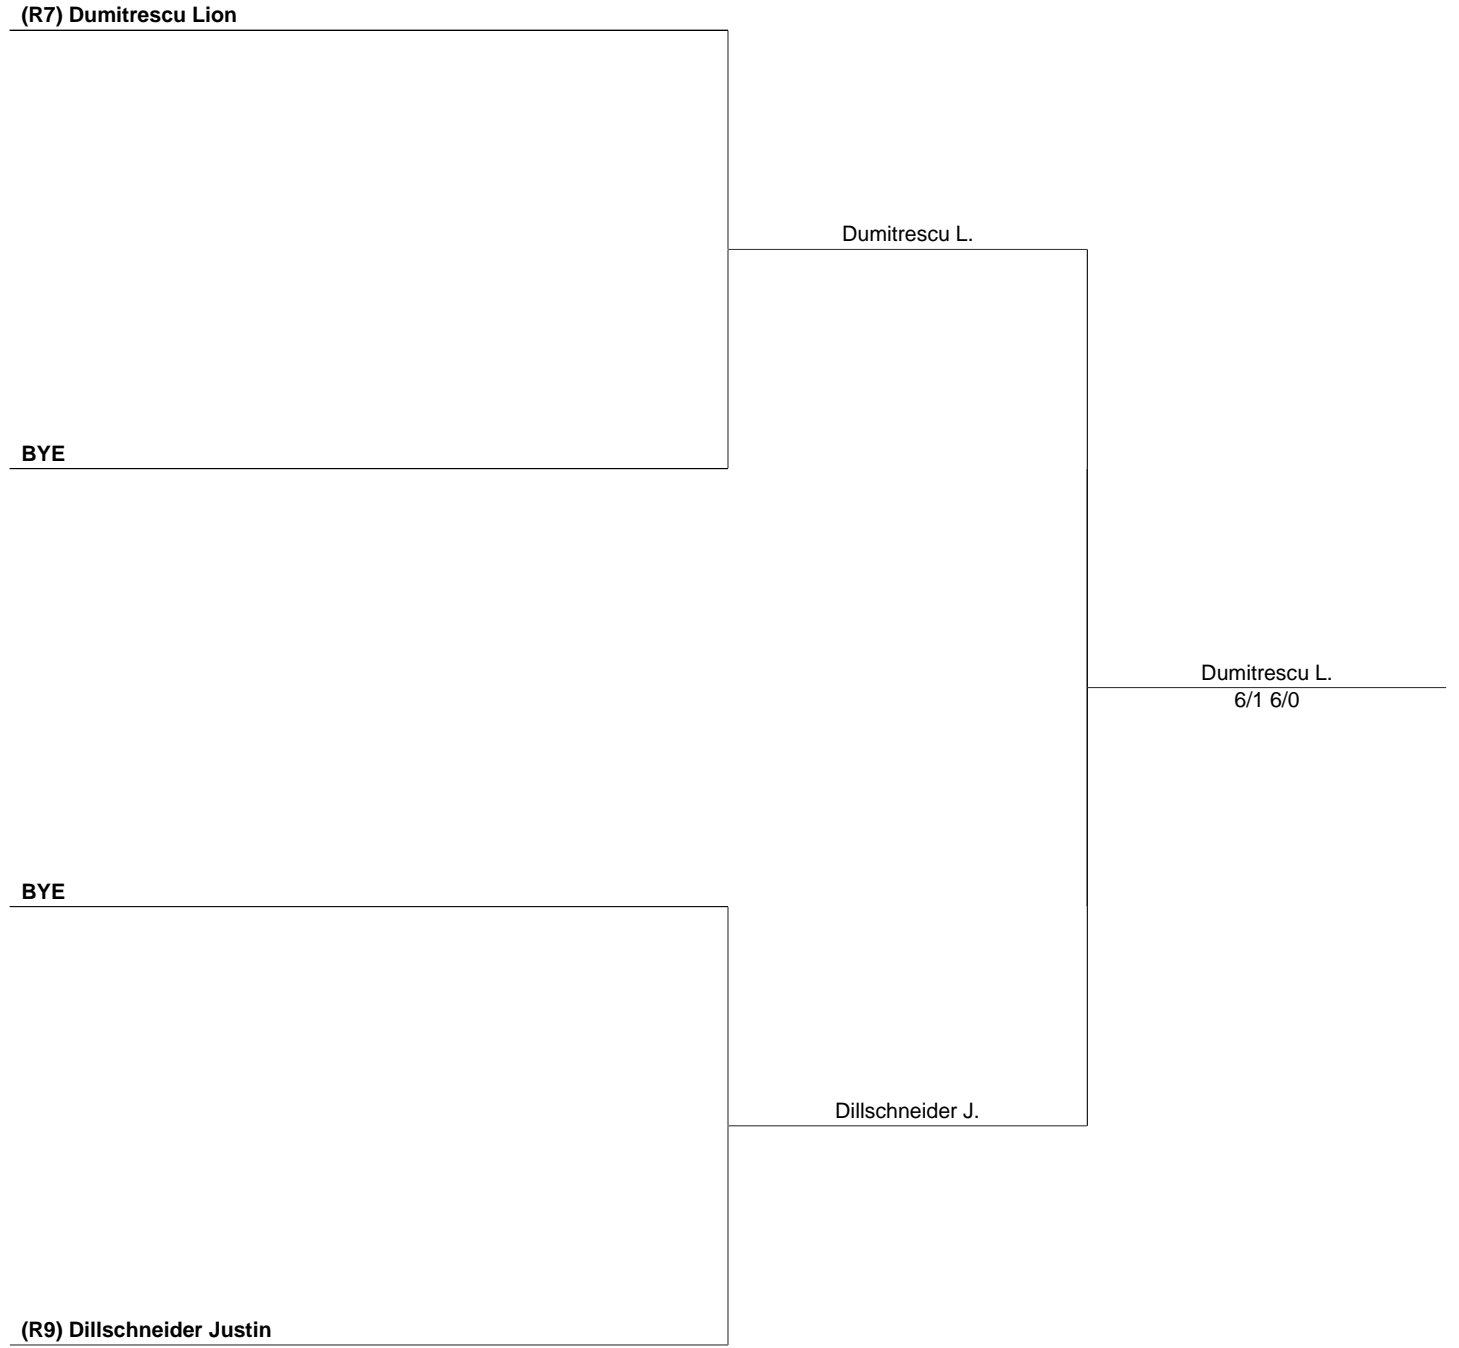 (R7) Dumitrescu Lion
Dumitrescu L.
BYE
Dumitrescu L.
6/1 6/0
BYE
Dillschneider J.
(R9) Dillschneider Justin